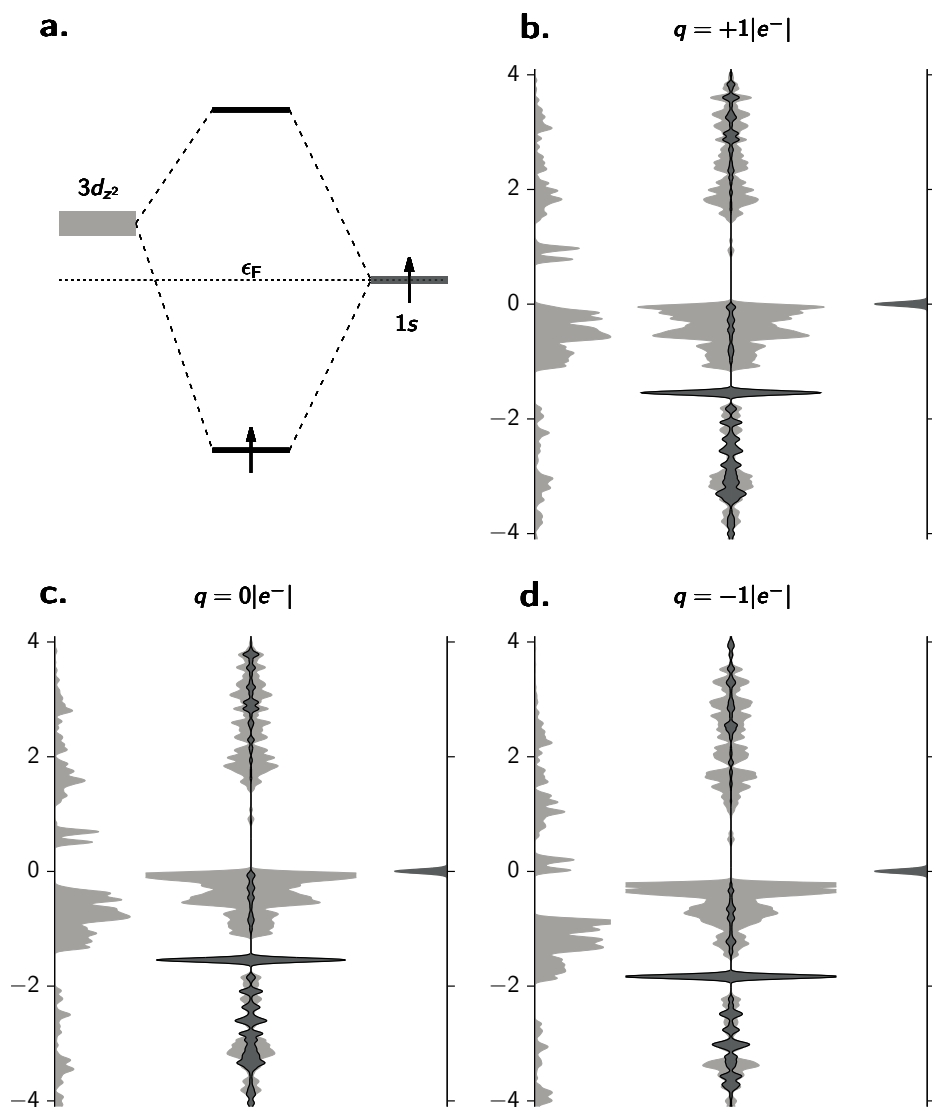 a.
3d_{z²}
ϵ_F
1s
b.
q = +1|e⁻|
4
2
0
−2
−4
c.
q = 0|e⁻|
4
2
0
−2
−4
d.
q = −1|e⁻|
4
2
0
−2
−4